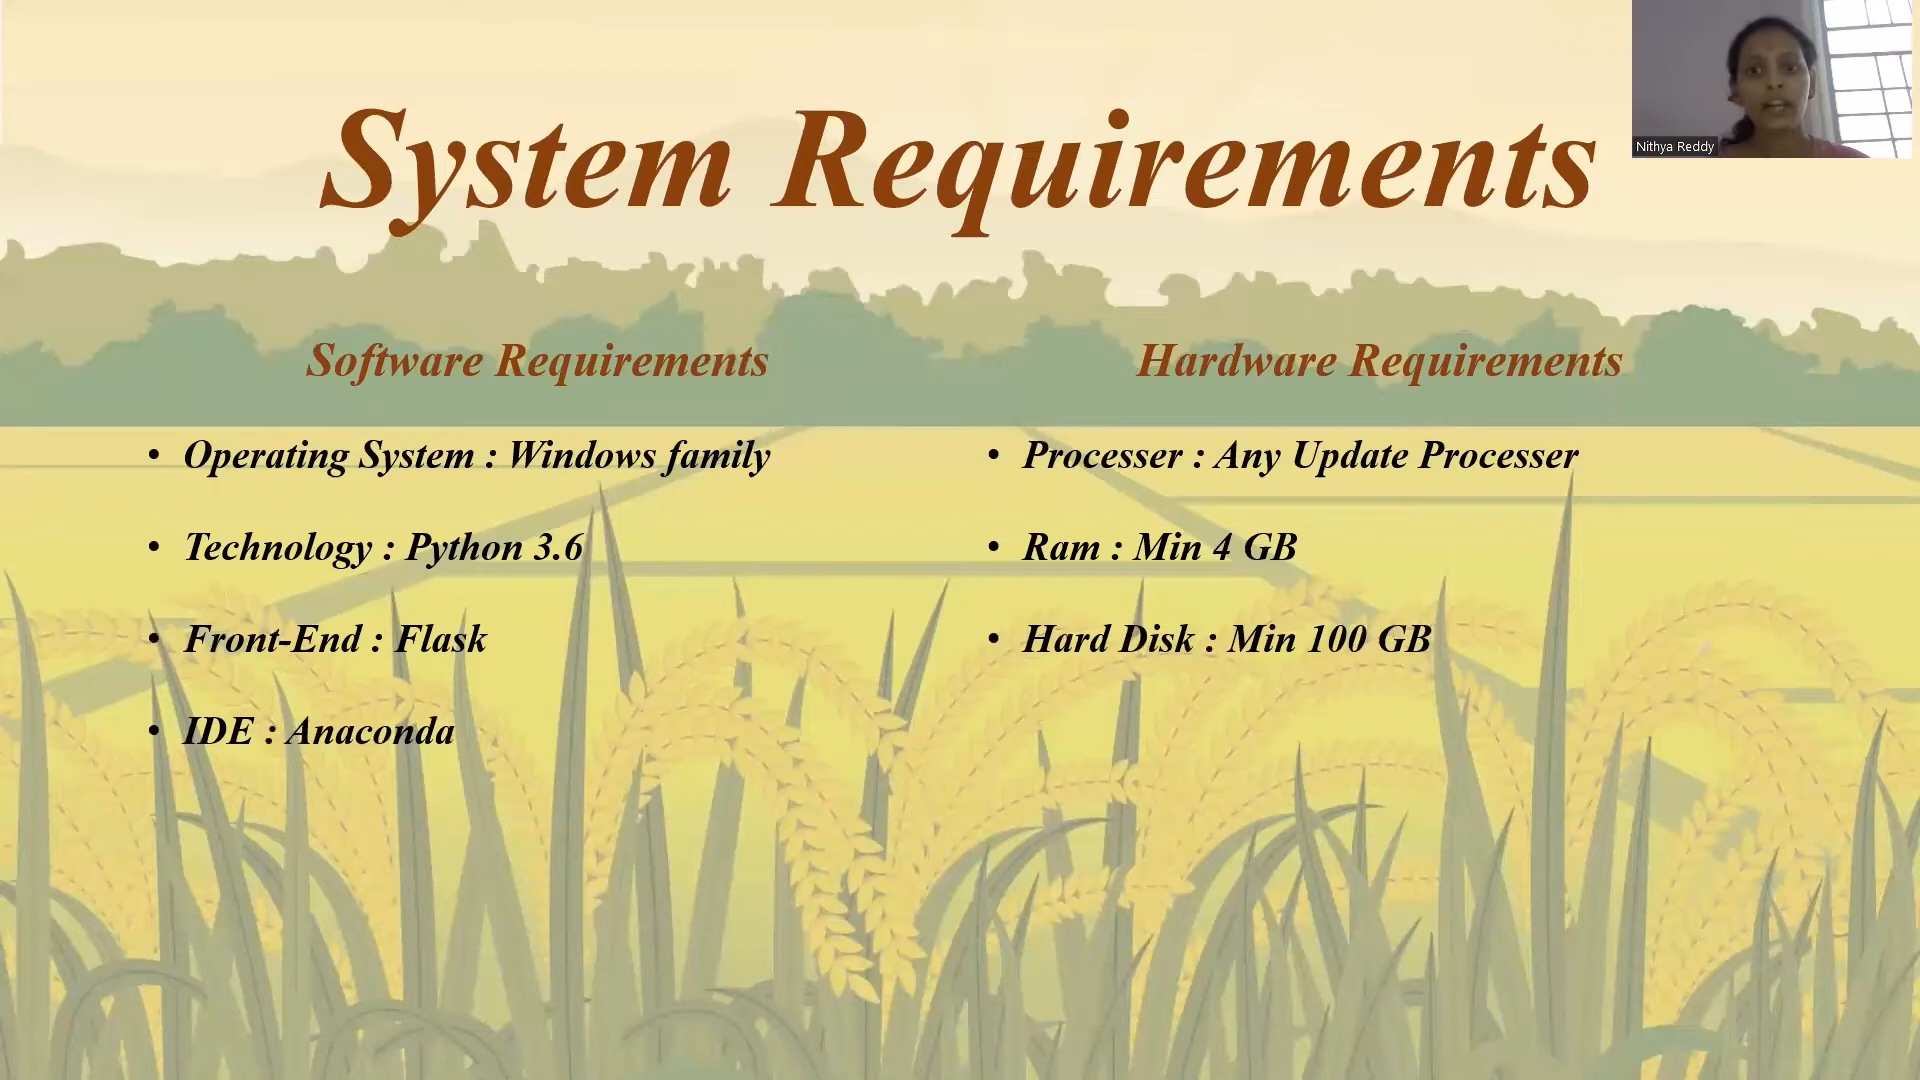 System Requirements
Nithya Reddy
Software Requirements
• Operating System : Windows family
• Technology : Python 3.6
• Front-End : Flask
• IDE : Anaconda
Hardware Requirements
• Processer : Any Update Processer
• Ram : Min 4 GB
• Hard Disk : Min 100 GB